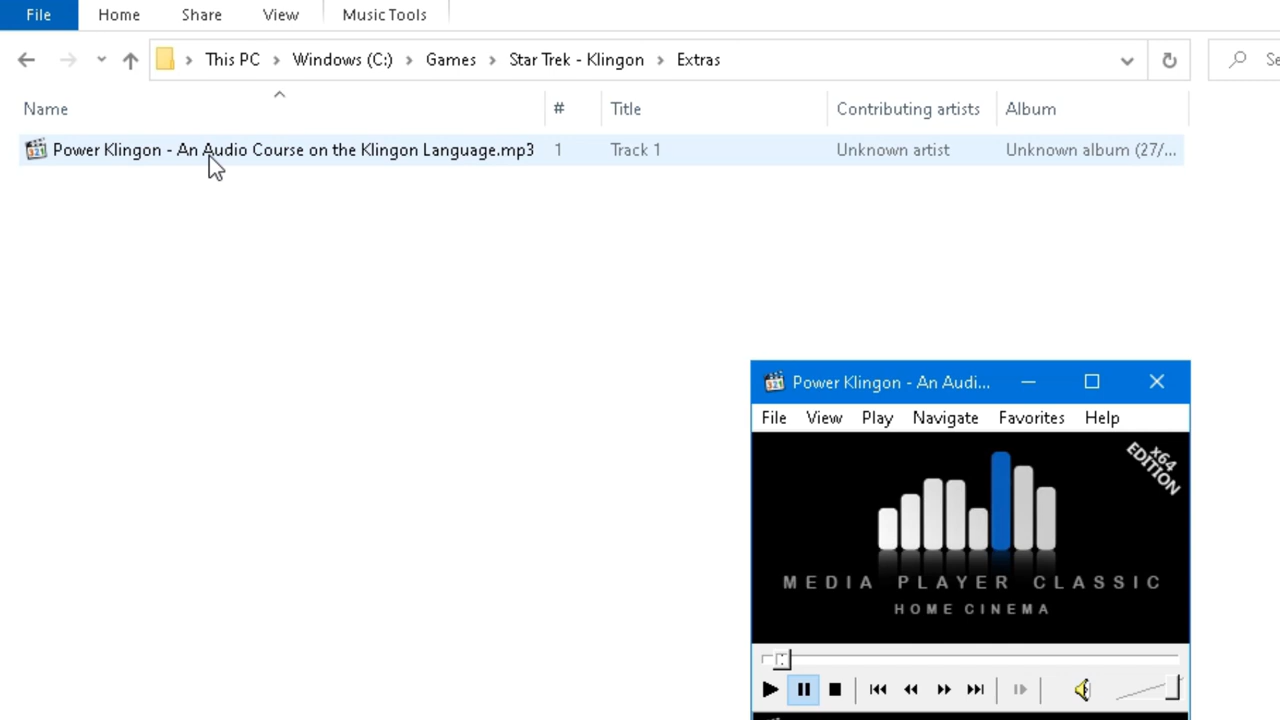 File Home Share View Music Tools
This PC Windows (C:) Games Star Trek - Klingon Extras
Name # Title Contributing artists Album
Power Klingon - An Audio Course on the Klingon Language.mp3 1 Track 1 Unknown artist Unknown album (27/...
Power Klingon - An Audi...
File View Play Navigate Favorites Help
x64
EDITION
MEDIA PLAYER CLASSIC
HOME CINEMA